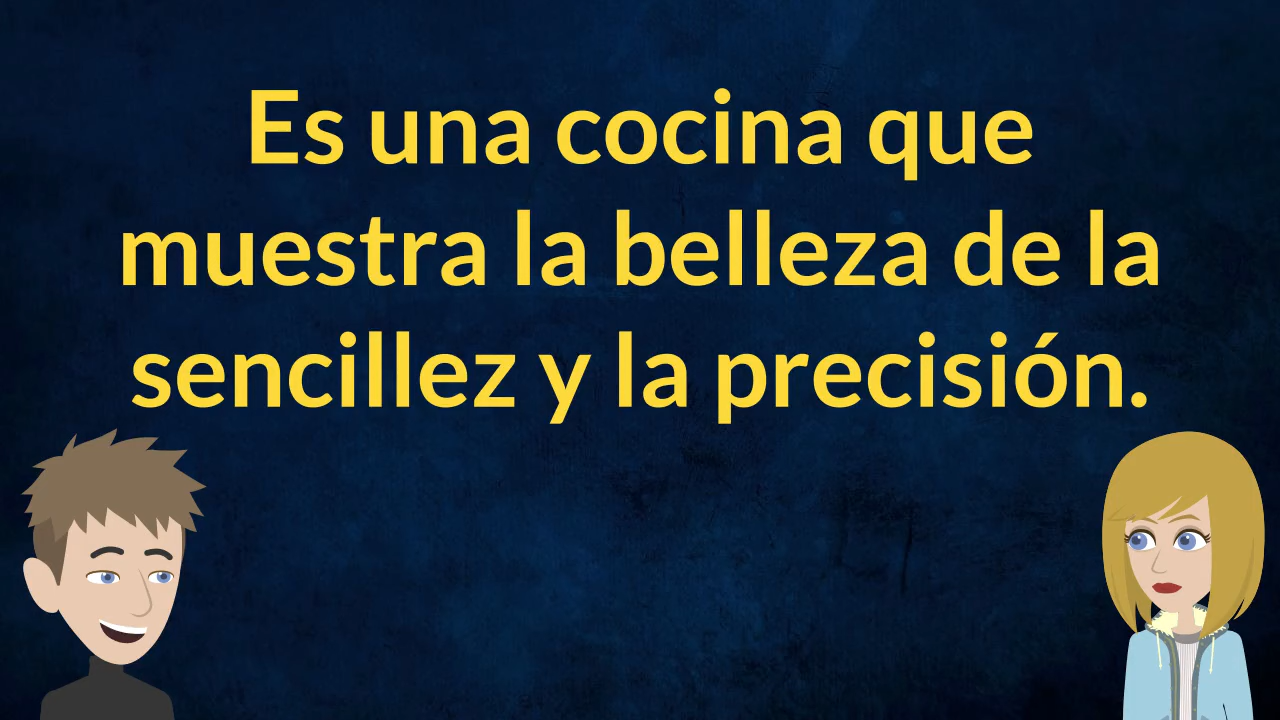 Es una cocina que
muestra la belleza de la
sencillez y la precisión.